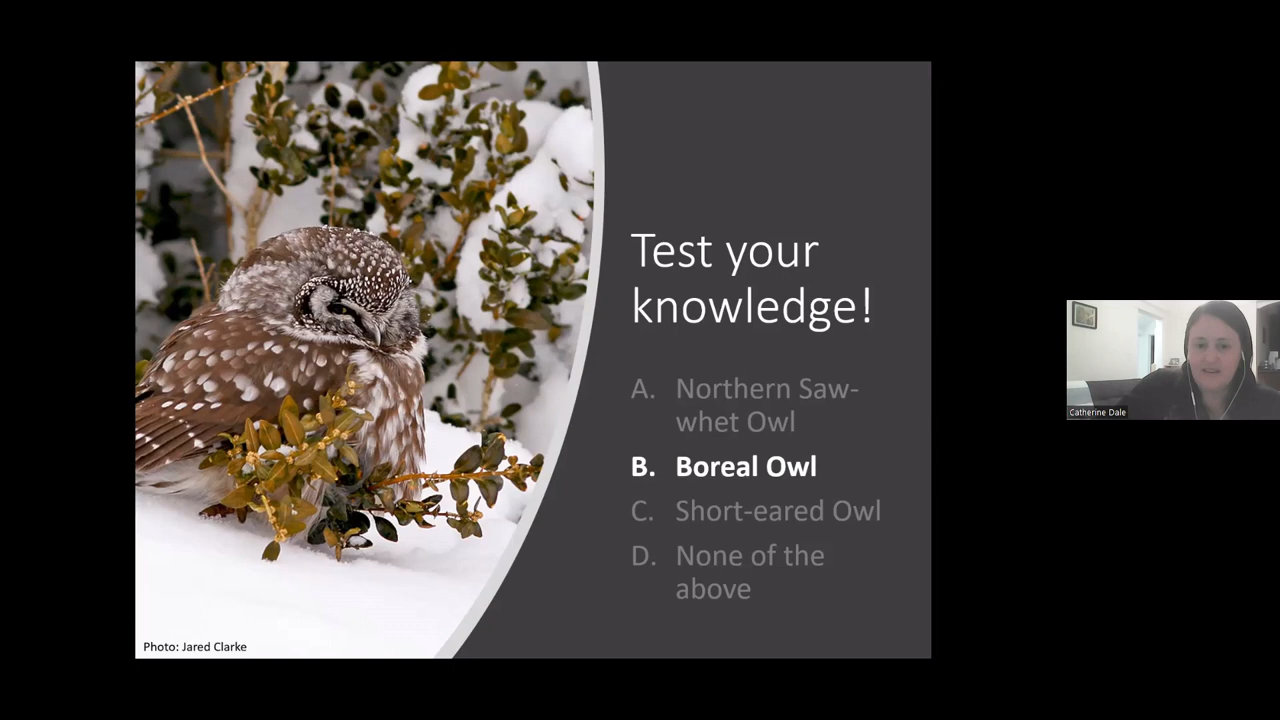 Test your
knowledge!
A. Northern Saw-
whet Owl
B. Boreal Owl
C. Short-eared Owl
D. None of the
above
Photo: Jared Clarke
Catherine Dale